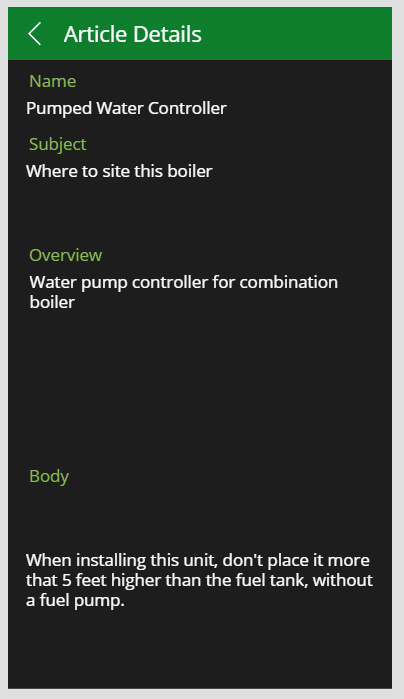 Article Details
Name
Pumped Water Controller
Subject
Where to site this boiler
Overview
Water pump controller for combination
boiler
Body
When installing this unit, don't place it more
that 5 feet higher than the fuel tank, without
a fuel pump.